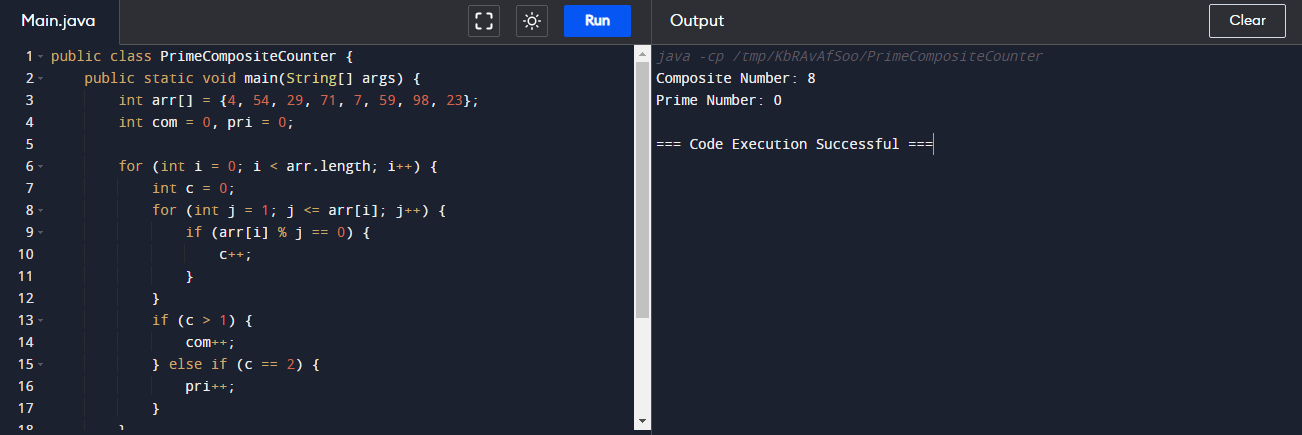 Main.java
Run
Output
Clear
1 public class PrimeCompositeCounter {
2 public static void main(String[] args) {
3 int arr[] = {4, 54, 29, 71, 7, 59, 98, 23};
4 int com = 0, pri = 0;
5
6 for (int i = 0; i < arr.length; i++) {
7 int c = 0;
8 for (int j = 1; j <= arr[i]; j++) {
9 if (arr[i] % j == 0) {
10 c++;
11 }
12 }
13 if (c > 1) {
14 com++;
15 } else if (c == 2) {
16 pri++;
17 }
18 }
java -cp /tmp/KbRAvAfSoo/PrimeCompositeCounter
Composite Number: 8
Prime Number: 0
=== Code Execution Successful ===